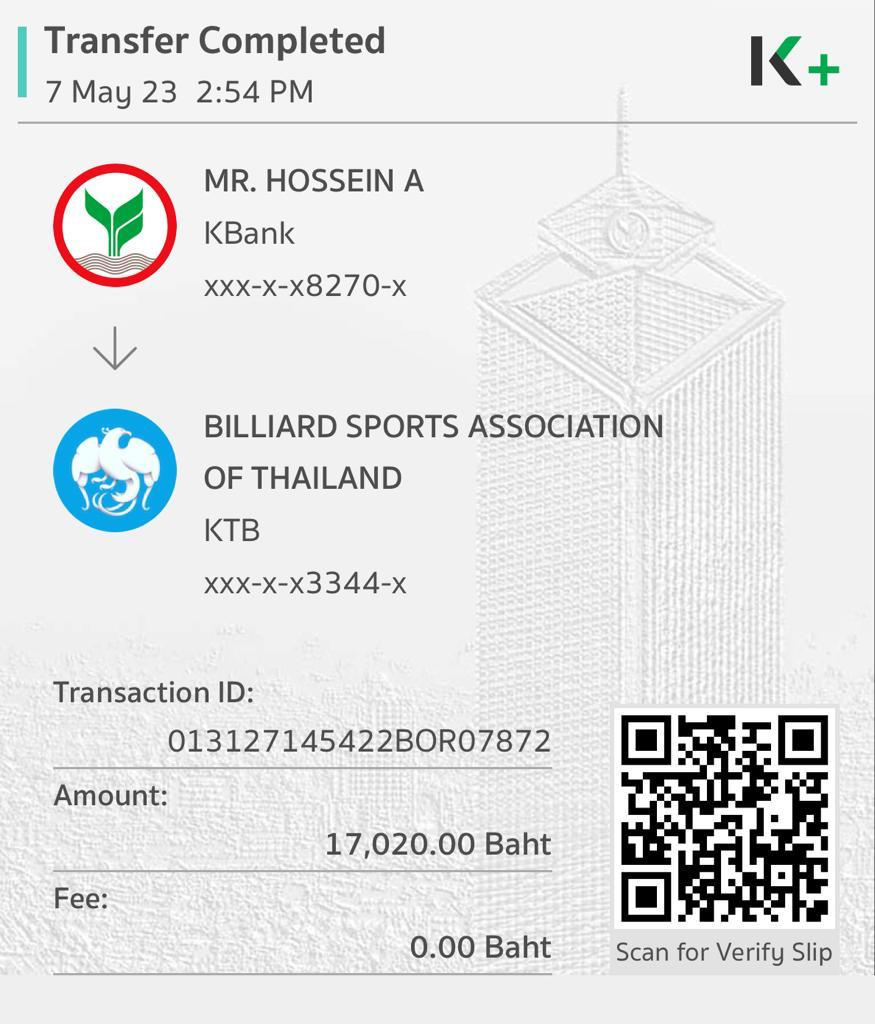 Transfer Completed
7 May 23 2:54 PM
K+
MR. HOSSEIN A
KBank
xxx-x-x8270-x
BILLIARD SPORTS ASSOCIATION
OF THAILAND
KTB
xxx-x-x3344-x
Transaction ID:
013127145422BOR07872
Amount:
17,020.00 Baht
Fee:
0.00 Baht
Scan for Verify Slip